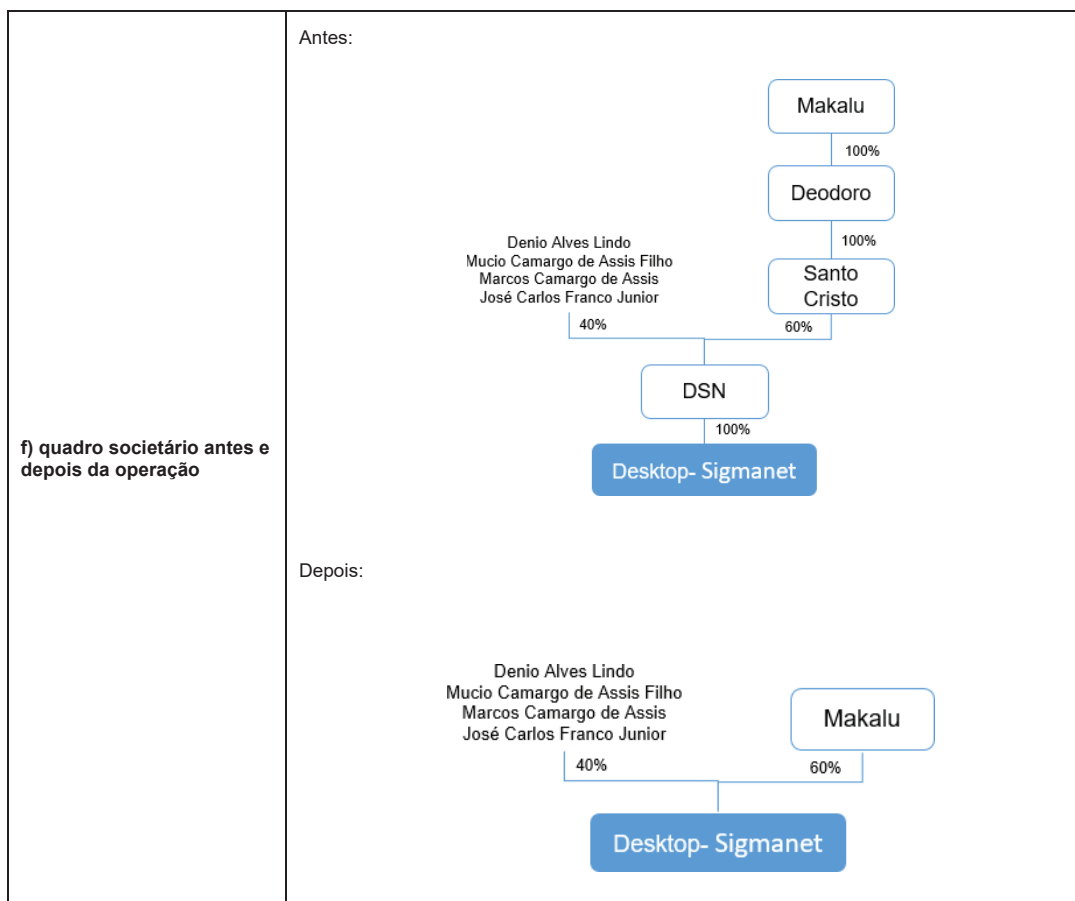 f) quadro societário antes e
depois da operação
Antes:
Makalu
100%
Deodoro
100%
Santo
Cristo
Denio Alves Lindo
Mucio Camargo de Assis Filho
Marcos Camargo de Assis
José Carlos Franco Junior
40%
60%
DSN
100%
Desktop- Sigmanet
Depois:
Denio Alves Lindo
Mucio Camargo de Assis Filho
Marcos Camargo de Assis
José Carlos Franco Junior
Makalu
40%
60%
Desktop- Sigmanet